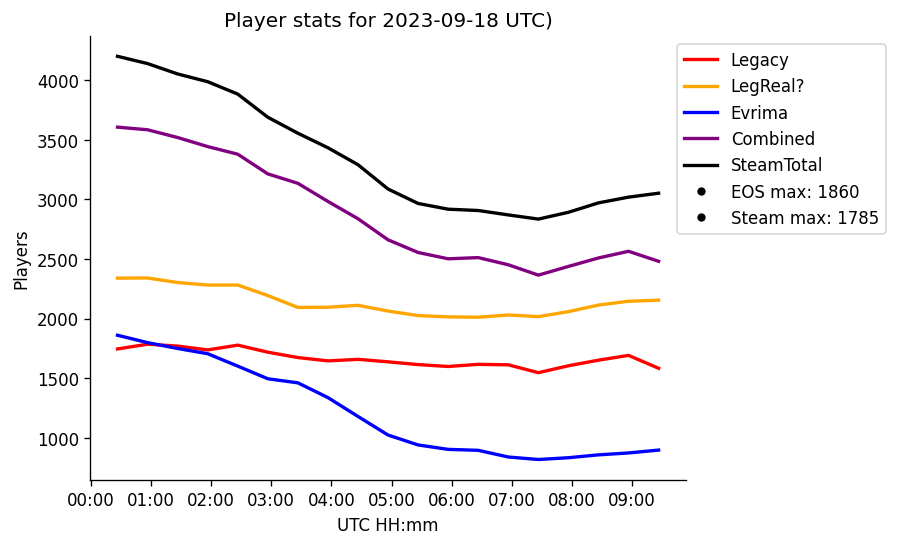 Player stats for 2023-09-18 UTC)
Legacy
LegReal?
Evrima
Combined
SteamTotal
EOS max: 1860
Steam max: 1785
Players
4000
3500
3000
2500
2000
1500
1000
00:00 01:00 02:00 03:00 04:00 05:00 06:00 07:00 08:00 09:00
UTC HH:mm